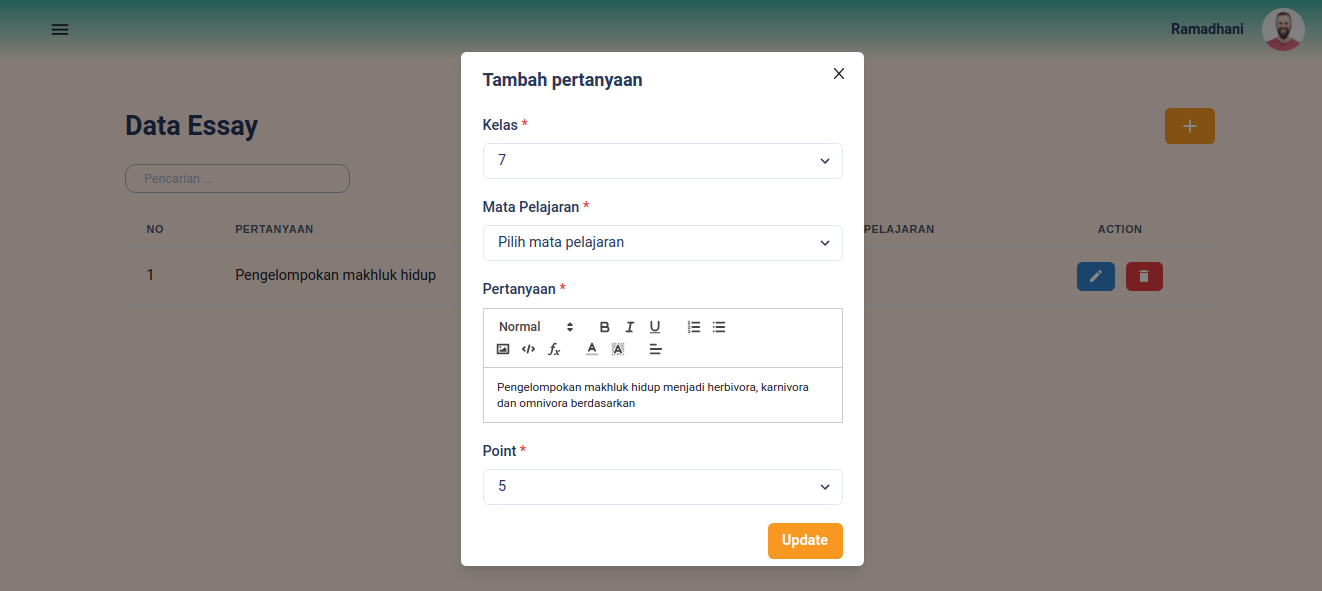 Ramadhani
Data Essay
Pencarian ...
NO PERTANYAAN PELAJARAN ACTION
1 Pengelompokan makhluk hidup
Tambah pertanyaan
Kelas *
7
Mata Pelajaran *
Pilih mata pelajaran
Pertanyaan *
Normal B I U
fx A A
Pengelompokan makhluk hidup menjadi herbivora, karnivora
dan omnivora berdasarkan
Point *
5
Update